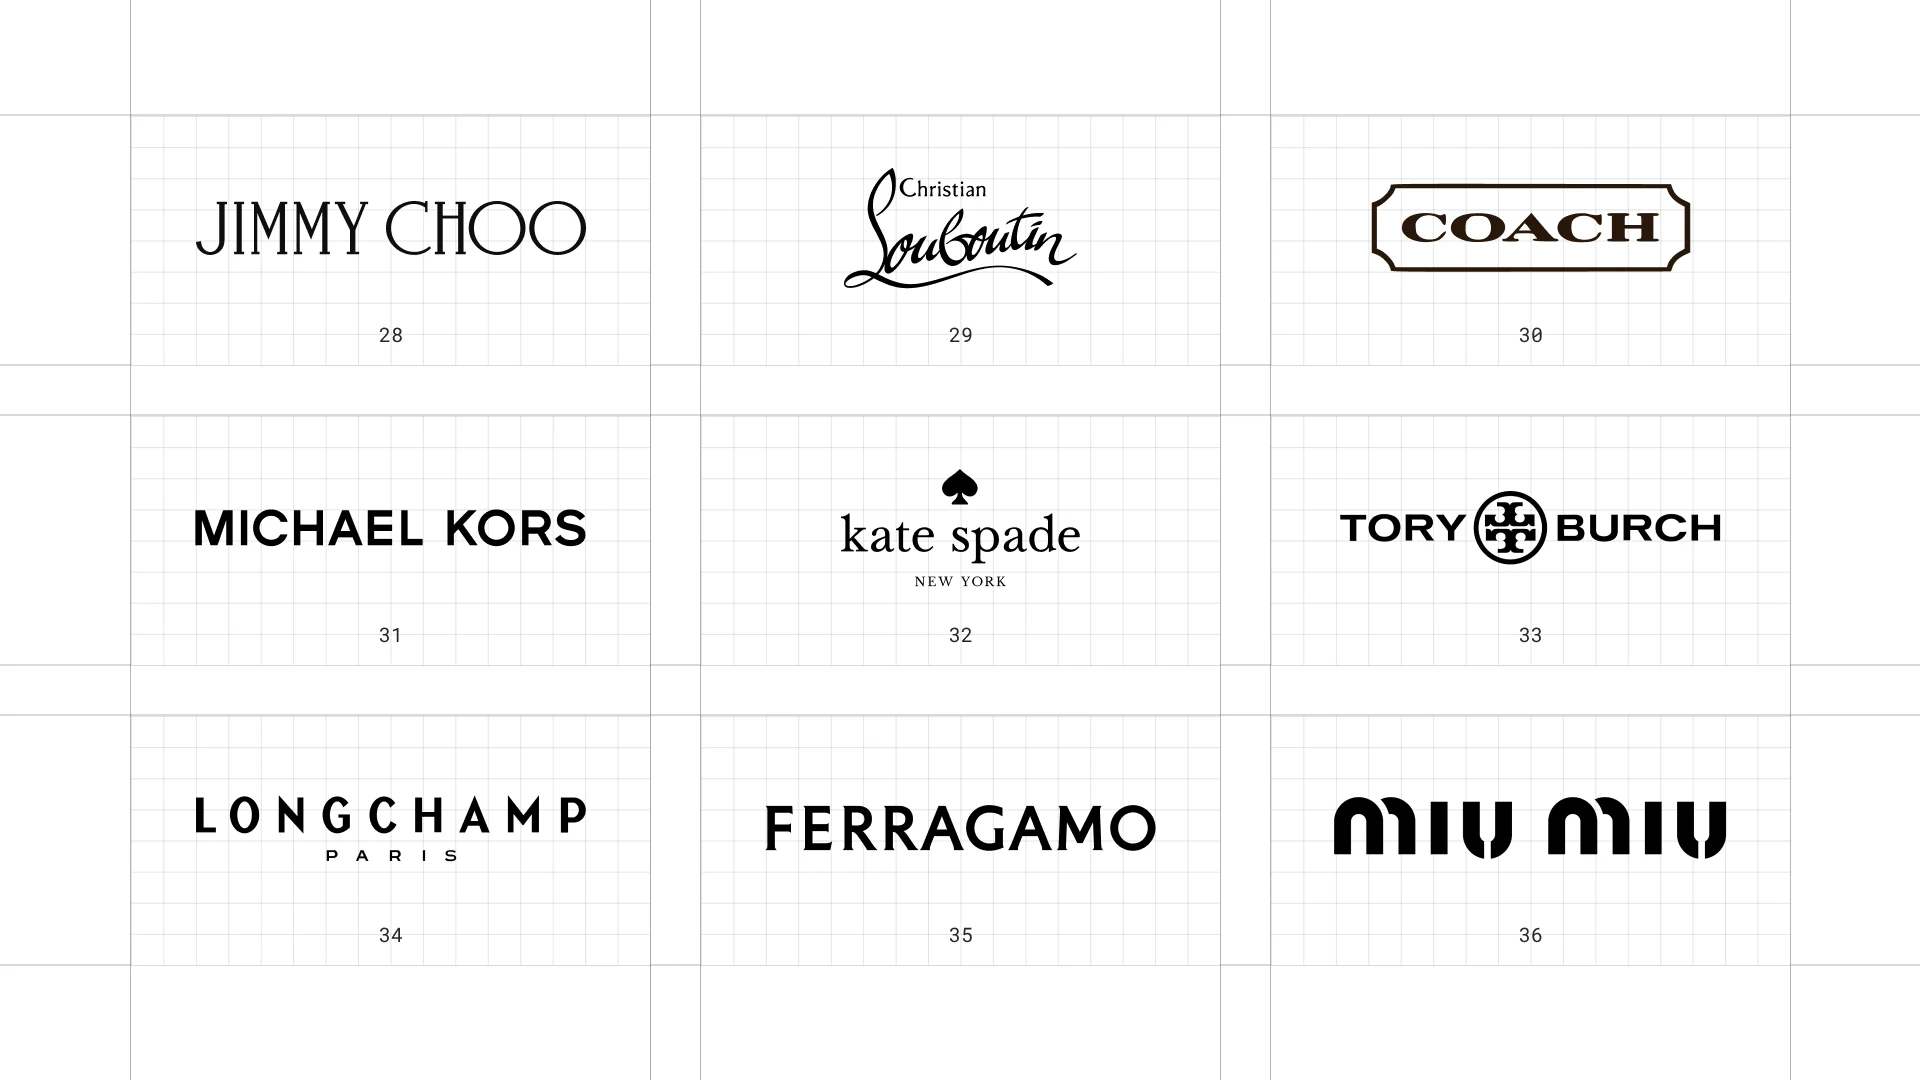 JIMMY CHOO
28
Christian
Louboutin
29
COACH
30
MICHAEL KORS
31
kate spade
NEW YORK
32
TORY BURCH
33
LONGCHAMP
PARIS
34
FERRAGAMO
35
MIU MIU
36